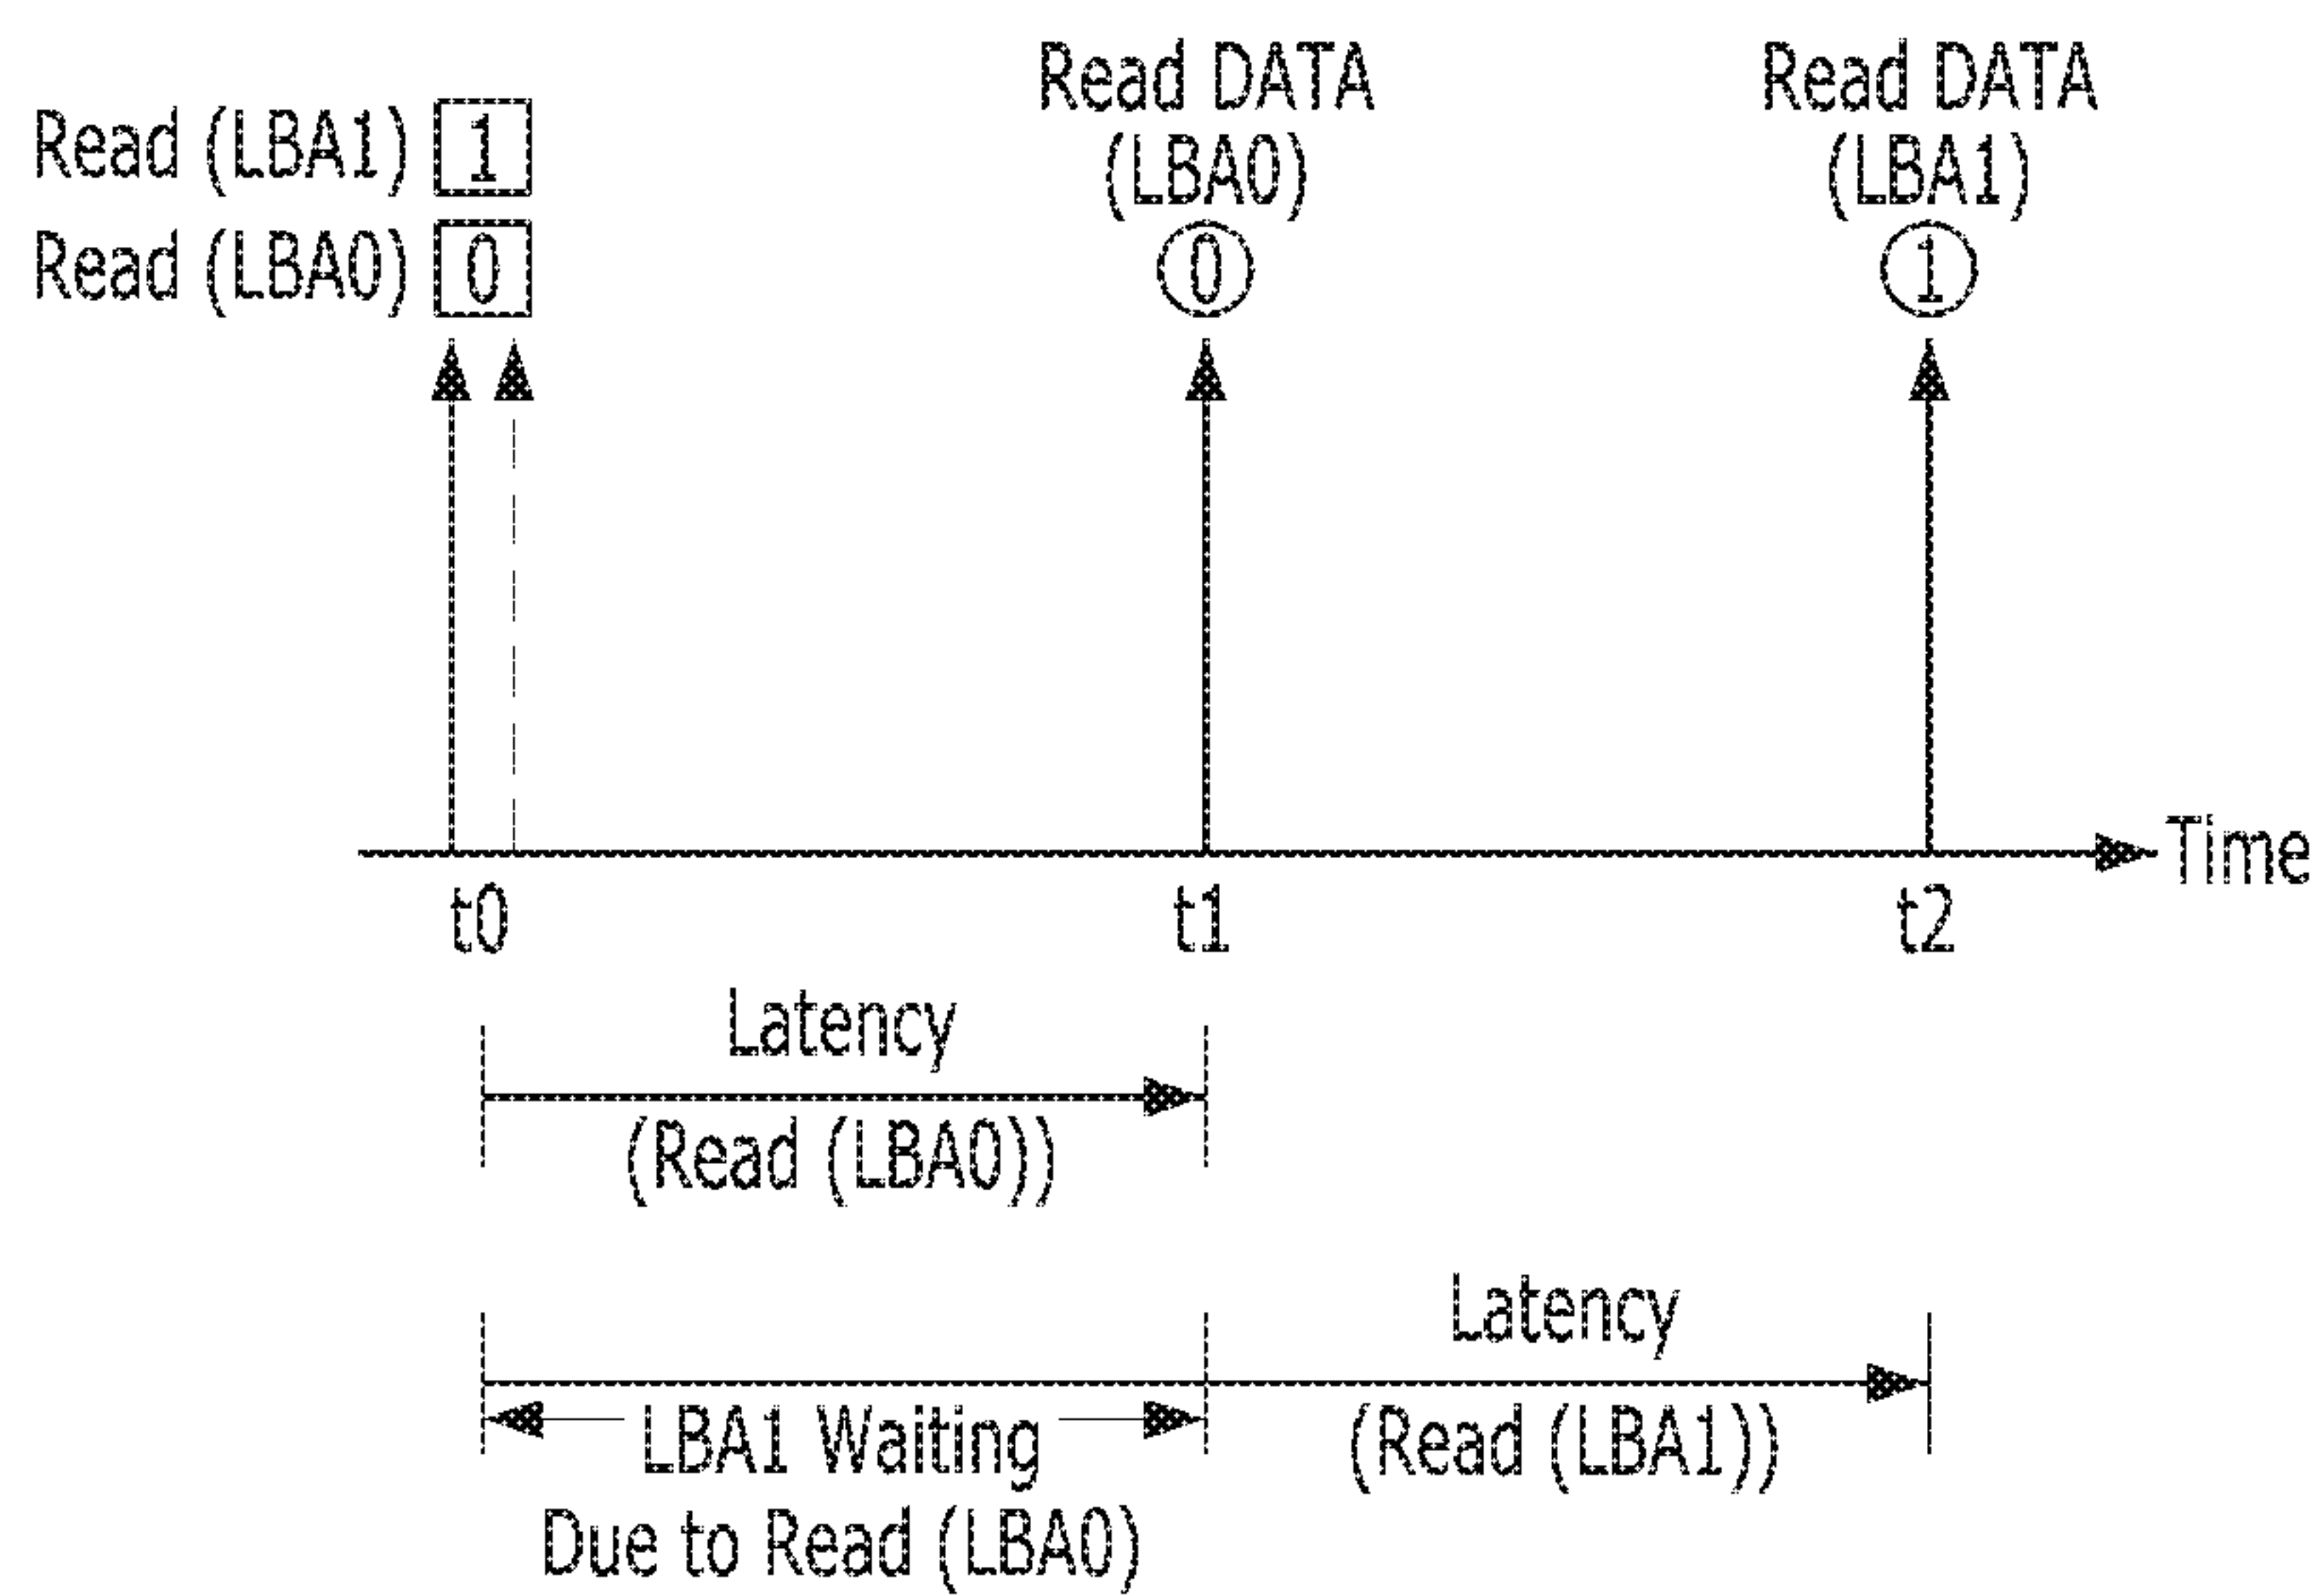 Read DATA
(LBA0)
0
Read DATA
(LBA1)
1
Read (LBA1) 1
Read (LBA0) 0
Time
t0 t1 t2
Latency
(Read (LBA0))
Latency
(Read (LBA1))
LBA1 Waiting
Due to Read (LBA0)